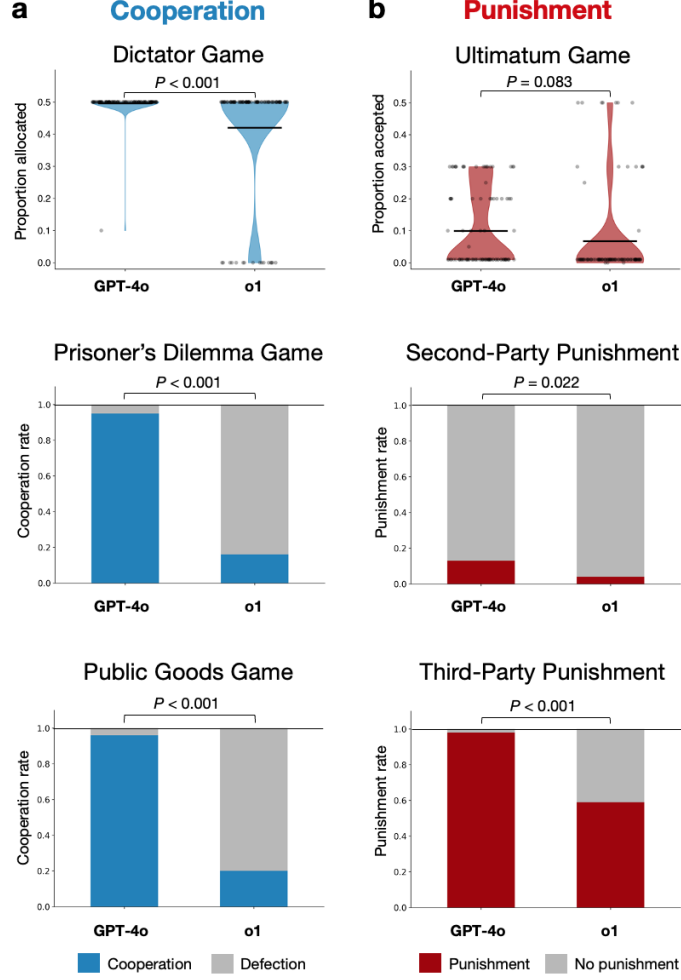 a
Cooperation
Dictator Game
P < 0.001
Proportion allocated
0.5
0.4
0.3
0.2
0.1
0.0
GPT-4o
o1
Prisoner's Dilemma Game
P < 0.001
Cooperation rate
1.0
0.8
0.6
0.4
0.2
0.0
GPT-4o
o1
Public Goods Game
P < 0.001
Cooperation rate
1.0
0.8
0.6
0.4
0.2
0.0
GPT-4o
o1
Cooperation
Defection
b
Punishment
Ultimatum Game
P = 0.083
Proportion accepted
0.5
0.4
0.3
0.2
0.1
0.0
GPT-4o
o1
Second-Party Punishment
P = 0.022
Punishment rate
1.0
0.8
0.6
0.4
0.2
0.0
GPT-4o
o1
Third-Party Punishment
P < 0.001
Punishment rate
1.0
0.8
0.6
0.4
0.2
0.0
GPT-4o
o1
Punishment
No punishment